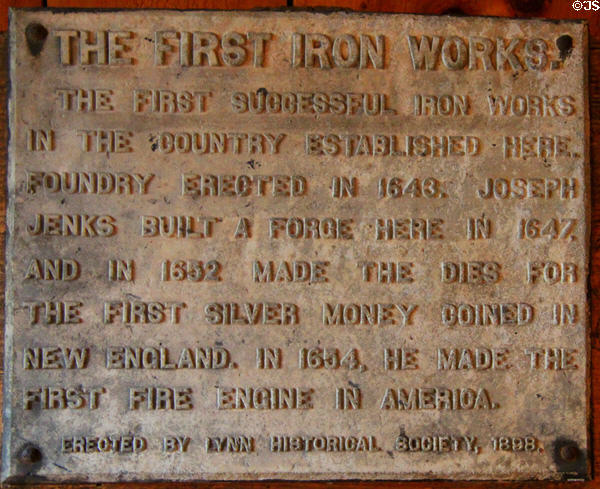 ©JS
THE FIRST IRON WORKS.
THE FIRST SUCCESSFUL IRON WORKS
IN THE COUNTRY ESTABLISHED HERE.
FOUNDRY ERECTED IN 1643. JOSEPH
JENKS BUILT A FORGE HERE IN 1647,
AND IN 1652 MADE THE DIES FOR
THE FIRST SILVER MONEY COINED IN
NEW ENGLAND. IN 1654, HE MADE THE
FIRST FIRE ENGINE IN AMERICA.
ERECTED BY LYNN HISTORICAL SOCIETY, 1898.